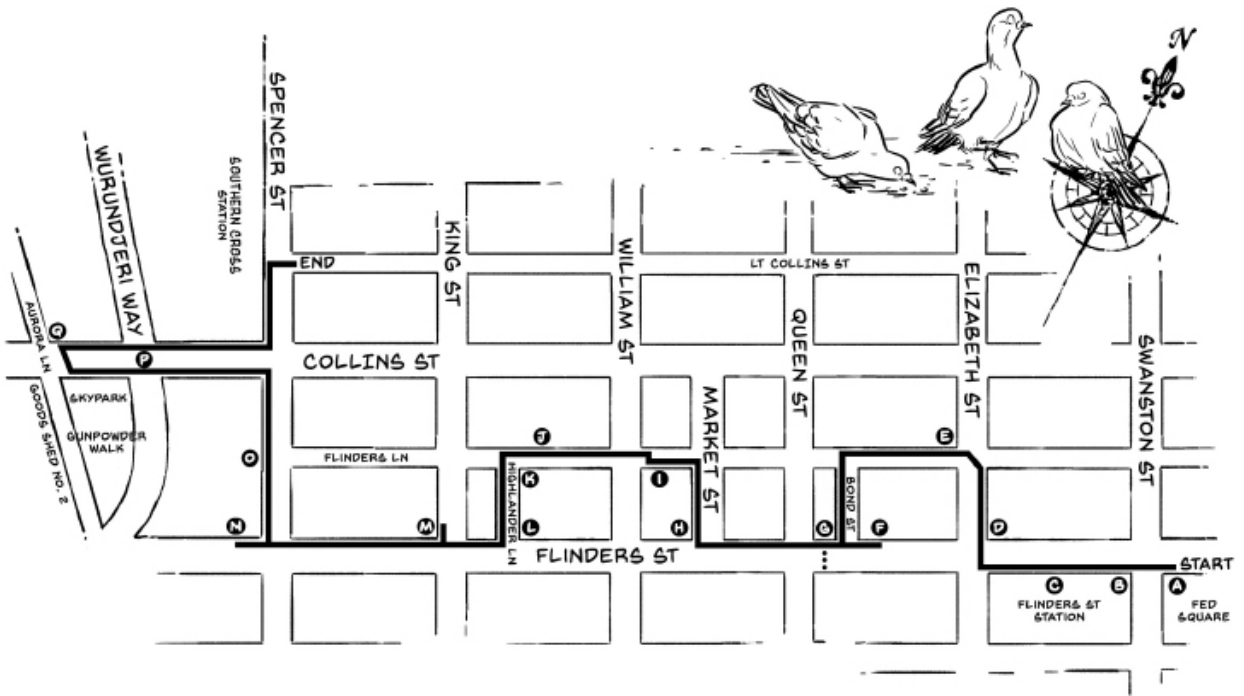 N
SPENCER ST
WURUNDJERI WAY
SOUTHERN CROSS
STATION
END
KING ST
WILLIAM ST
LT COLLINS ST
ELIZABETH ST
QUEEN ST
SWANSTON ST
AURORA LN
Q
P
COLLINS ST
SKYPARK
GUNPOWDER
WALK
GOODS SHED NO. 2
MARKET ST
J
E
O
FLINDERS LN
HIGHLANDER LN
K
I
BOND ST
N
M
L
H
G
F
D
FLINDERS ST
START
C
B
A
FLINDERS ST
STATION
FED
SQUARE